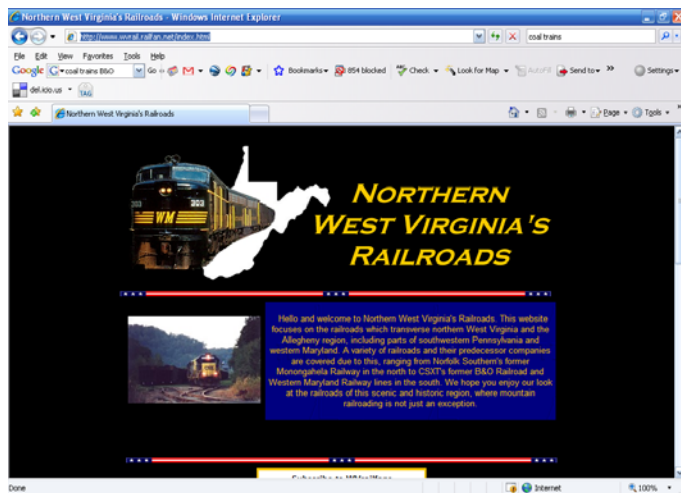 Northern West Virginia's Railroads - Windows Internet Explorer
http://www.wvrail.railfan.net/index.html
coal trains
File Edit View Favorites Tools Help
Google coal trains B&O Go Bookmarks 854 blocked Check Look for Map AutoFill Send to Settings
del.icio.us TAG
Northern West Virginia's Railroads Page Tools
303 WM 303
NORTHERN
WEST VIRGINIA'S
RAILROADS
Hello and welcome to Northern West Virginia's Railroads. This website
focuses on the railroads which transverse northern West Virginia and the
Allegheny region, including parts of southwestern Pennsylvania and
western Maryland. A variety of railroads and their predecessor companies
are covered due to this, ranging from Norfolk Southern's former
Monongahela Railway in the north to CSXT's former B&O Railroad and
Western Maryland Railway lines in the south. We hope you enjoy our look
at the railroads of this scenic and historic region, where mountain
railroading is not just an exception.
Done Internet 100%